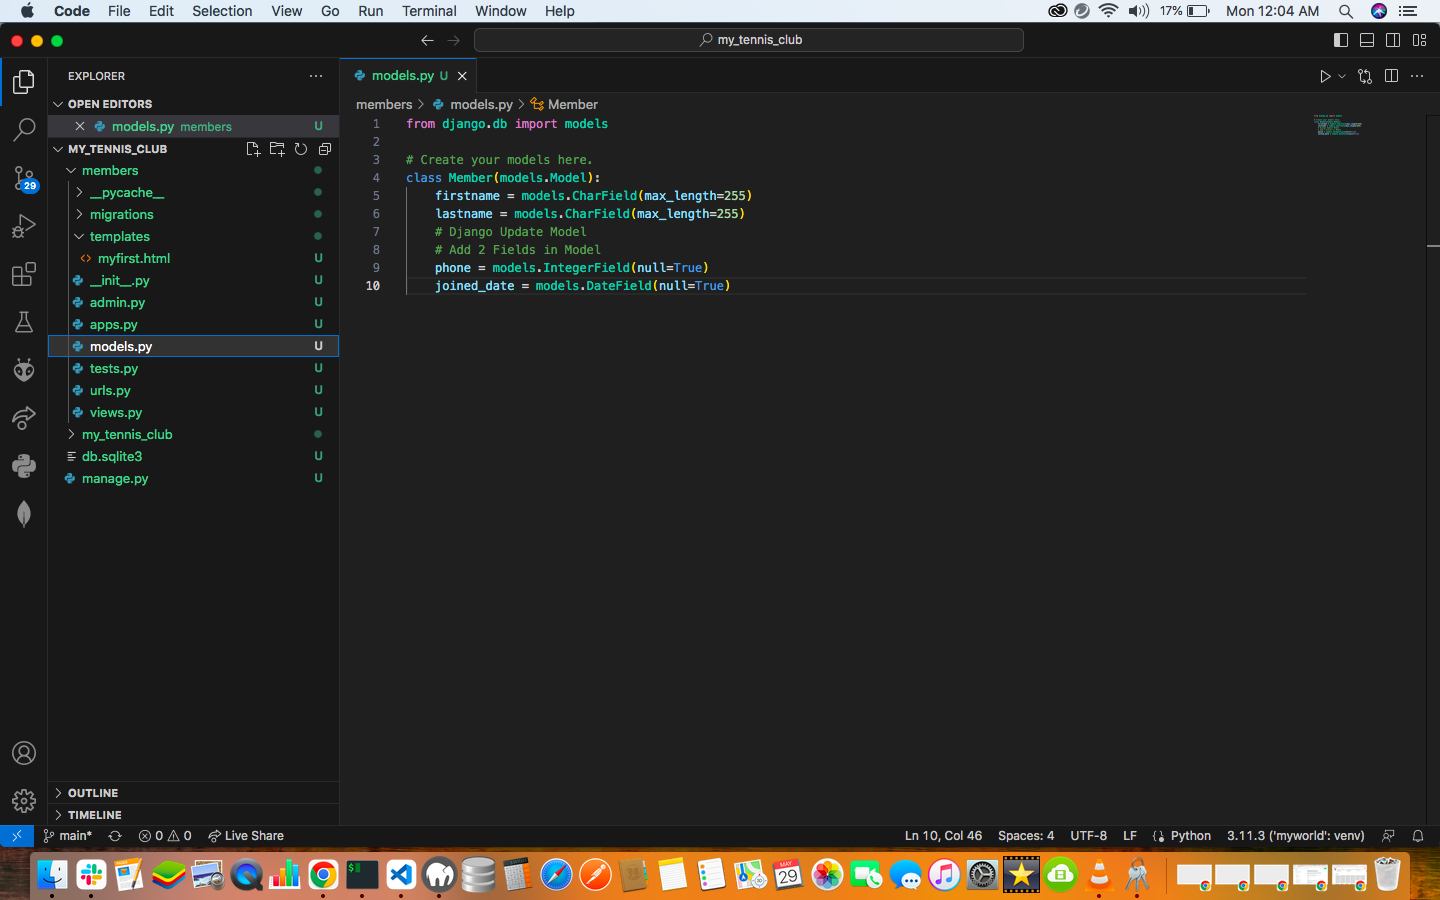 Code File Edit Selection View Go Run Terminal Window Help 17% Mon 12:04 AM
my_tennis_club
EXPLORER
models.py U
OPEN EDITORS
members models.py Member
models.py members U
MY_TENNIS_CLUB
members
__pycache__
migrations
templates
myfirst.html U
__init__.py U
admin.py U
apps.py U
models.py U
tests.py U
urls.py U
views.py U
my_tennis_club
db.sqlite3 U
manage.py U
29
OUTLINE
TIMELINE
1 from django.db import models
2
3 # Create your models here.
4 class Member(models.Model):
5 firstname = models.CharField(max_length=255)
6 lastname = models.CharField(max_length=255)
7 # Django Update Model
8 # Add 2 Fields in Model
9 phone = models.IntegerField(null=True)
10 joined_date = models.DateField(null=True)
main* 0 0 Live Share Ln 10, Col 46 Spaces: 4 UTF-8 LF Python 3.11.3 ('myworld': venv)
MAY
29